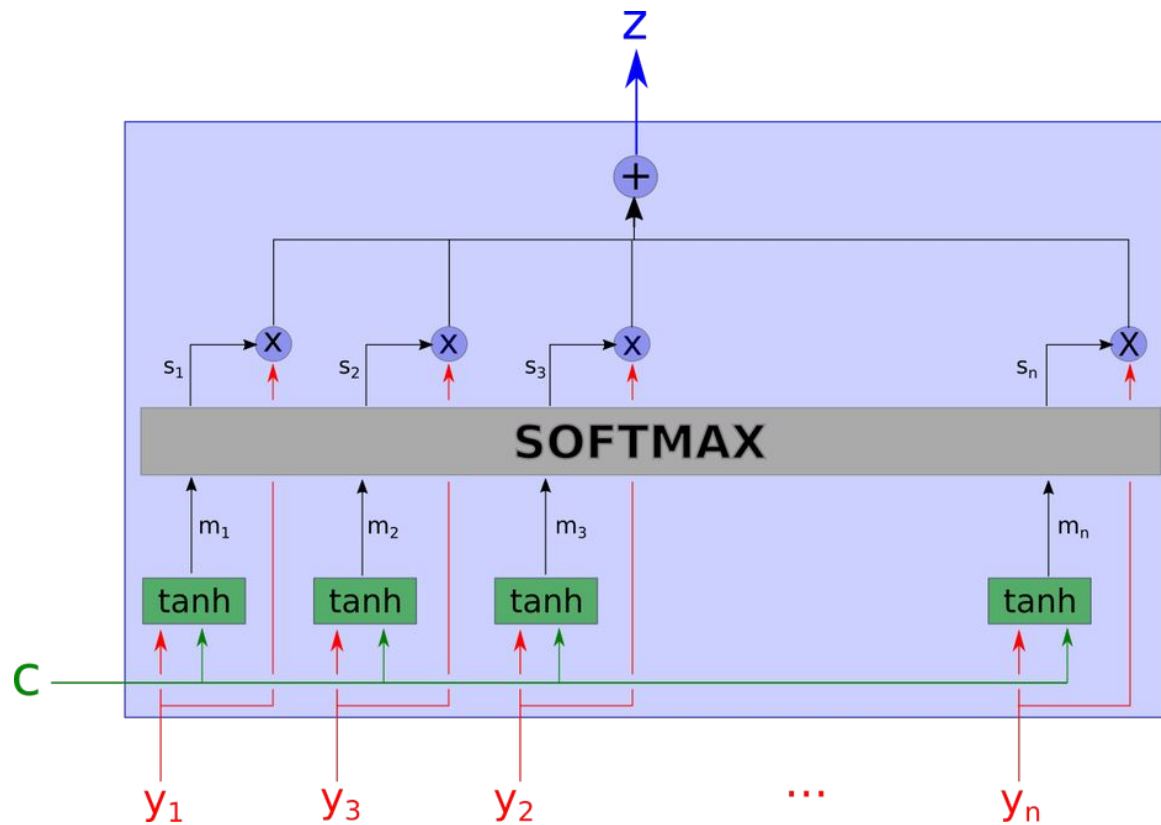 z
+
x x x X
s₁ s₂ s₃ sₙ
SOFTMAX
m₁ m₂ m₃ mₙ
tanh tanh tanh tanh
C
y₁ y₃ y₂ ... yₙ